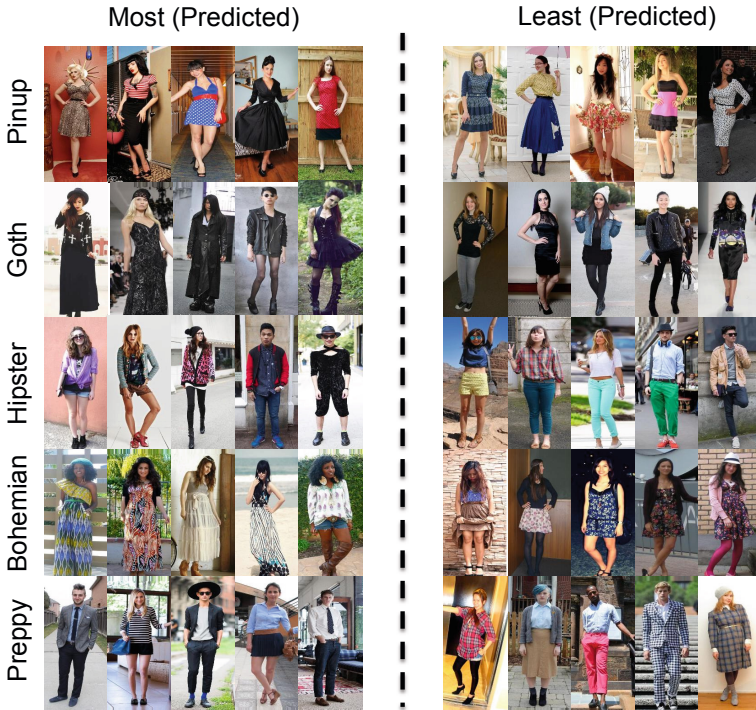 Most (Predicted)
Least (Predicted)
Pinup
Goth
Hipster
Bohemian
Preppy